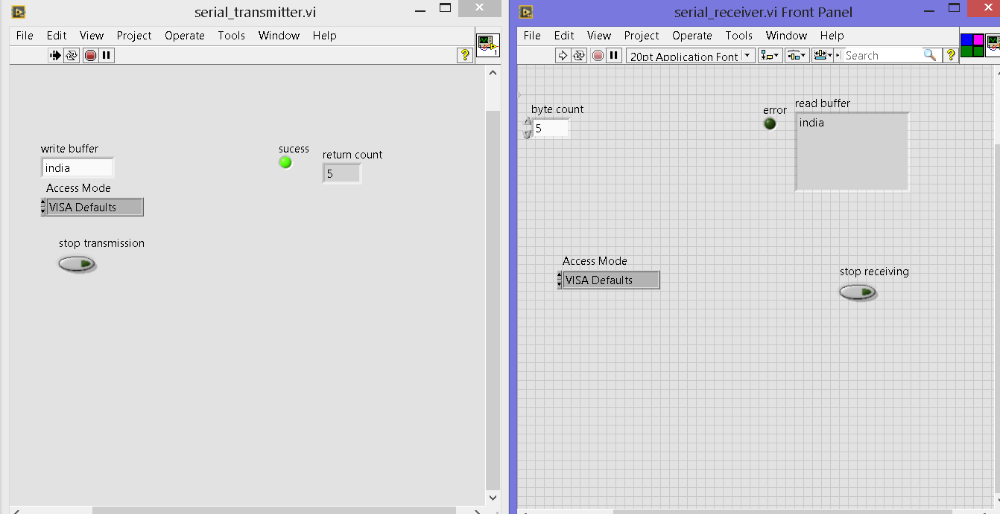 serial_transmitter.vi
File Edit View Project Operate Tools Window Help
1
write buffer
india
Access Mode
VISA Defaults
stop transmission
sucess
return count
5
serial_receiver.vi Front Panel
File Edit View Project Operate Tools Window Help
20pt Application Font
Search
byte count
5
error
read buffer
india
Access Mode
VISA Defaults
stop receiving